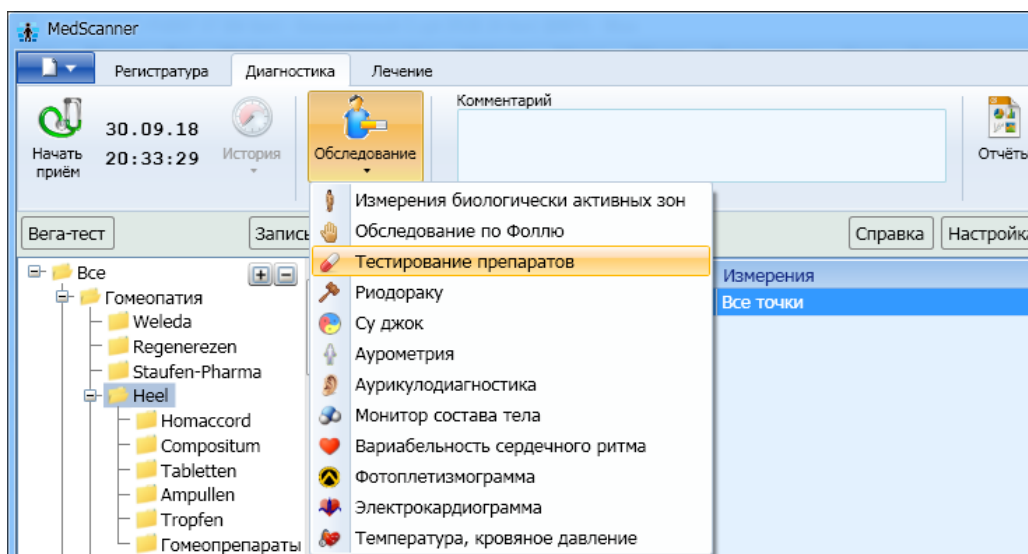 MedScanner
Регистратура
Диагностика
Лечение
Начать приём
30.09.18
20:33:29
История
Обследование
Комментарий
Отчёть
Измерения биологически активных зон
Обследование по Фоллю
Тестирование препаратов
Риодораку
Су джок
Аурометрия
Аурикулодиагностика
Монитор состава тела
Вариабельность сердечного ритма
Фотоплетизмограмма
Электрокардиограмма
Температура, кровяное давление
Вега-тест
Запись
Справка
Настройка
Все
Гомеопатия
Weleda
Regenerezen
Staufen-Pharma
Heel
Homaccord
Compositum
Tabletten
Ampullen
Tropfen
Гомеопрепараты
Измерения
Все точки